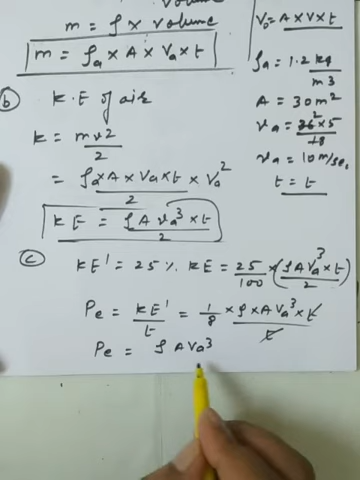 volume
m = ρ × volume
m = ρa × A × Va × t
V0 = A × V × t
ρa = 1.2 kg/m3
A = 30 m²
va = 36 × 5/18
va = 10 m/sec
t = t
(b) K.E of air
K = mv2/2
= ρa × A × Va × t × Va²/2
KE = ρ A va³ × t/2
(c) KE' = 25 % KE = 25/100 × (ρ A Va³ × t/2)
Pe = KE'/t = 1/8 × ρ × A Va³ × t/t
Pe = ρ A Va³